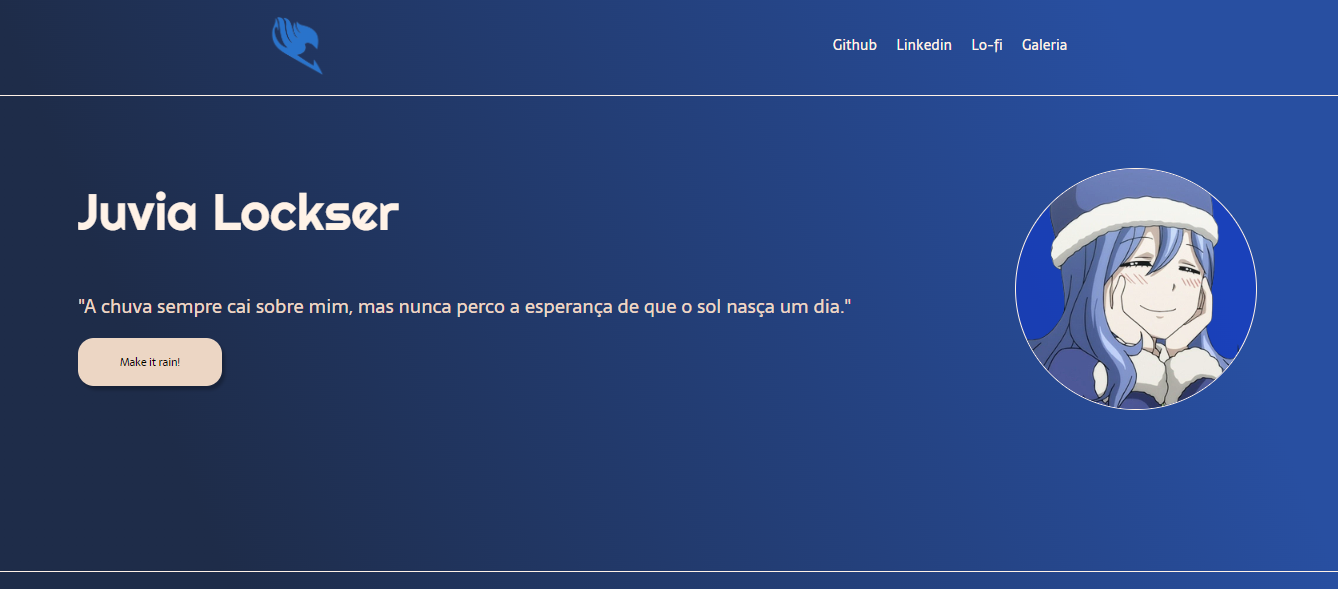 Github Linkedin Lo-fi Galeria
Juvia Lockser
"A chuva sempre cai sobre mim, mas nunca perco a esperança de que o sol nasça um dia."
Make it rain!